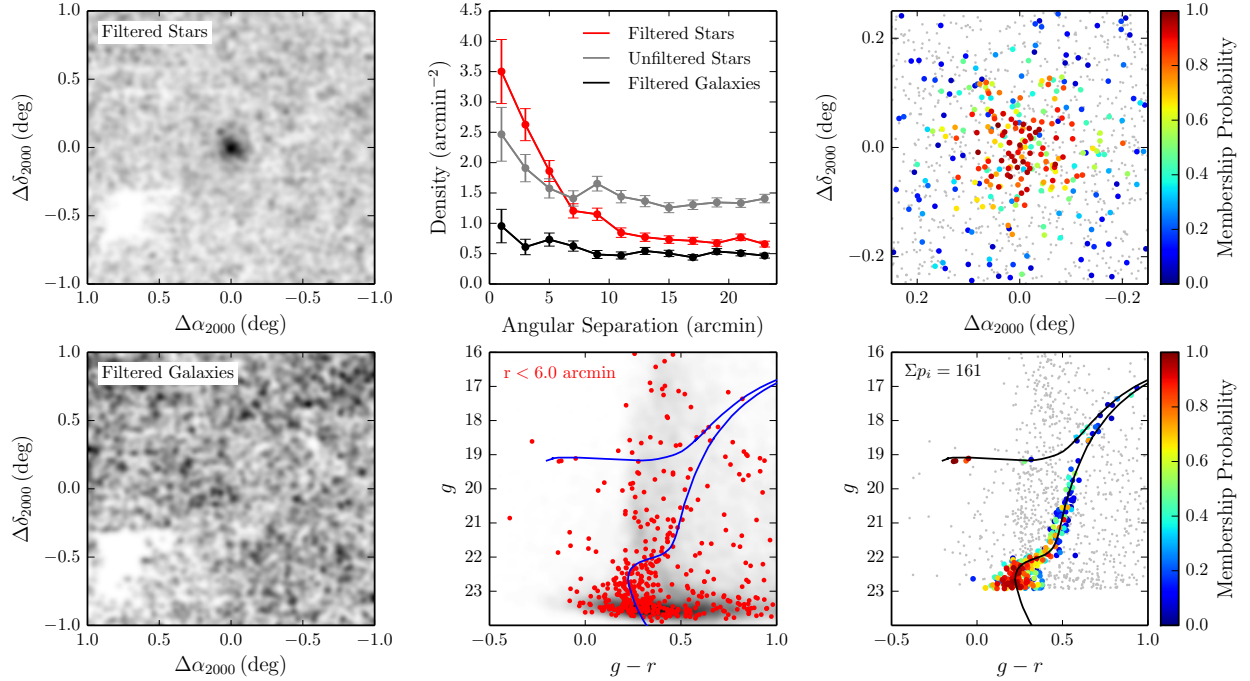 Filtered Stars
1.0
0.5
0.0
−0.5
−1.0
1.0 0.5 0.0 −0.5 −1.0
Δδ2000 (deg)
Δα2000 (deg)
4.5
4.0
3.5
3.0
2.5
2.0
1.5
1.0
0.5
0.0
0 5 10 15 20
Density (arcmin−2)
Angular Separation (arcmin)
Filtered Stars
Unfiltered Stars
Filtered Galaxies
0.2
0.0
−0.2
0.2 0.1 0.0 −0.1 −0.2
Δδ2000 (deg)
Δα2000 (deg)
1.0
0.8
0.6
0.4
0.2
0.0
Membership Probability
Filtered Galaxies
1.0
0.5
0.0
−0.5
−1.0
1.0 0.5 0.0 −0.5 −1.0
Δδ2000 (deg)
Δα2000 (deg)
r < 6.0 arcmin
16
17
18
19
20
21
22
23
−0.5 0.0 0.5 1.0
g
g − r
Σpi = 161
16
17
18
19
20
21
22
23
−0.5 0.0 0.5 1.0
g
g − r
1.0
0.8
0.6
0.4
0.2
0.0
Membership Probability